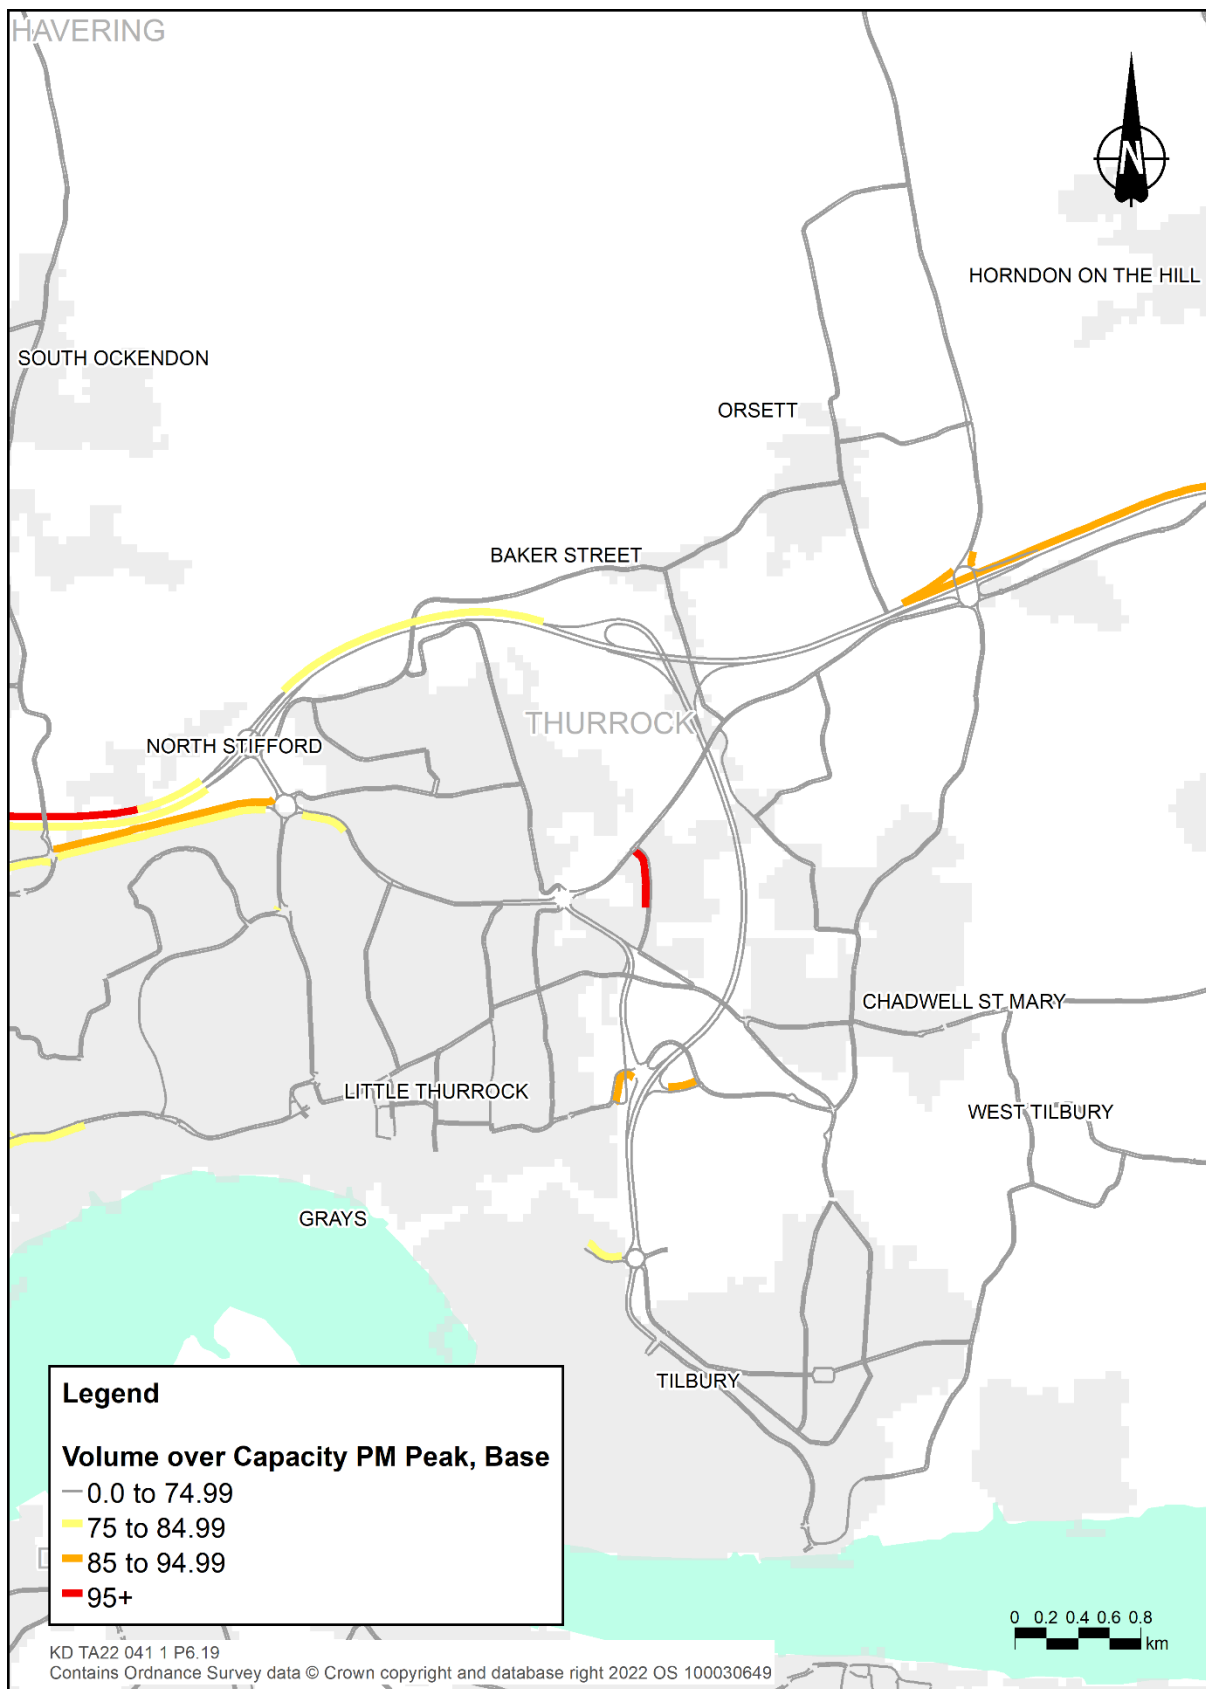 HAVERING
N
HORNDON ON THE HILL
SOUTH OCKENDON
ORSETT
BAKER STREET
THURROCK
NORTH STIFFORD
CHADWELL ST MARY
LITTLE THURROCK
WEST TILBURY
GRAYS
TILBURY
Legend
Volume over Capacity PM Peak, Base
0.0 to 74.99
75 to 84.99
85 to 94.99
95+
0 0.2 0.4 0.6 0.8
km
KD TA22 041 1 P6.19
Contains Ordnance Survey data © Crown copyright and database right 2022 OS 100030649